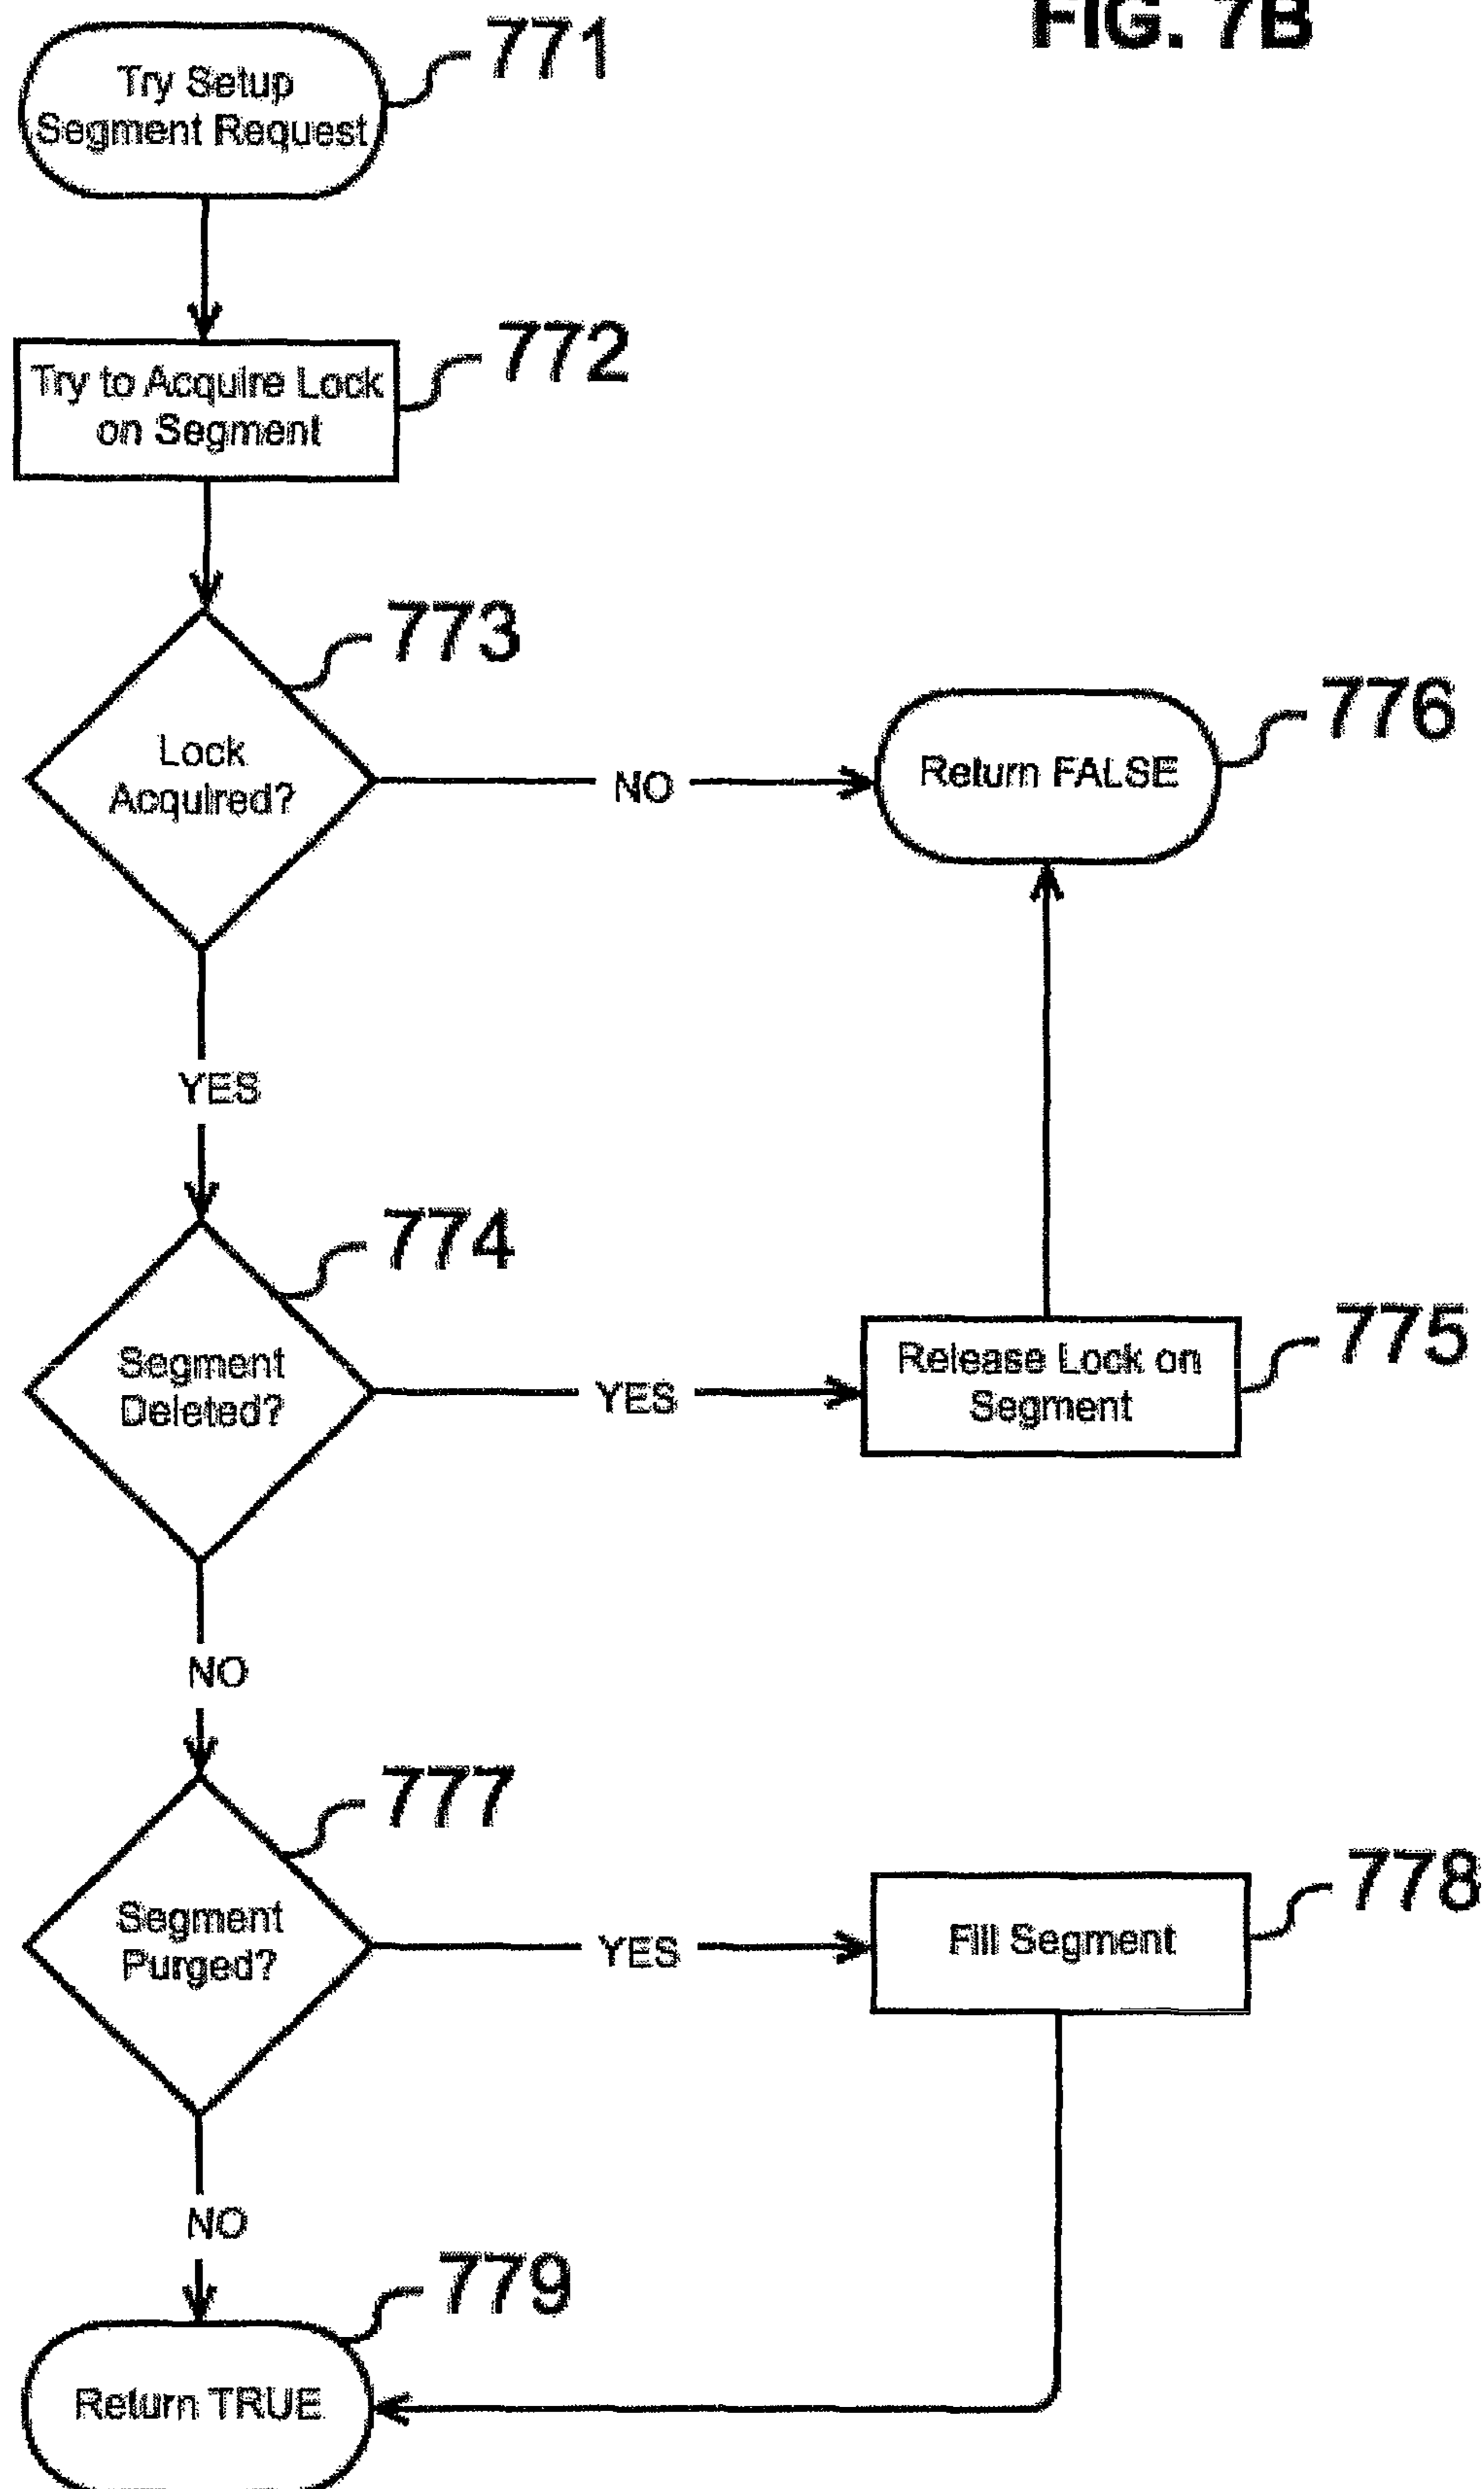 FIG. 7B
771
Try Setup
Segment Request
772
Try to Acquire Lock
on Segment
773
Lock
Acquired?
NO
776
Return FALSE
YES
774
Segment
Deleted?
YES
775
Release Lock on
Segment
NO
777
Segment
Purged?
YES
778
Fill Segment
NO
779
Return TRUE